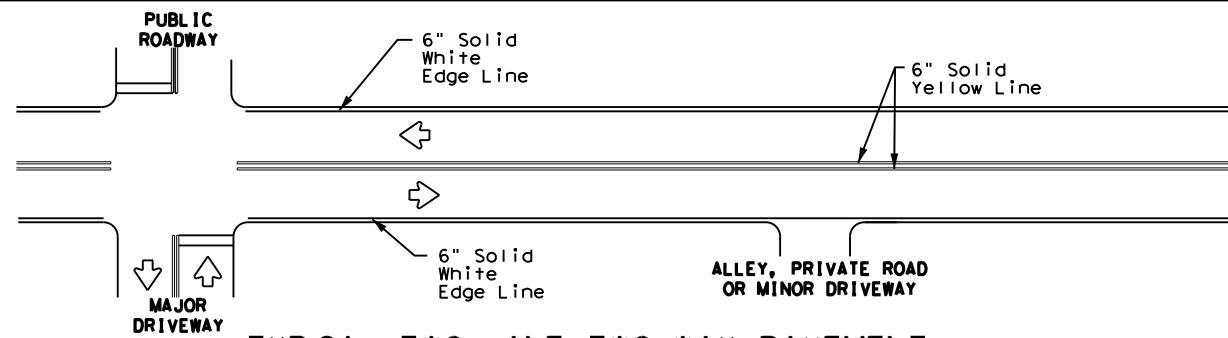 PUBLIC
ROADWAY
6" Solid
White
Edge Line
6" Solid
Yellow Line
6" Solid
White
Edge Line
ALLEY, PRIVATE ROAD
OR MINOR DRIVEWAY
MAJOR
DRIVEWAY